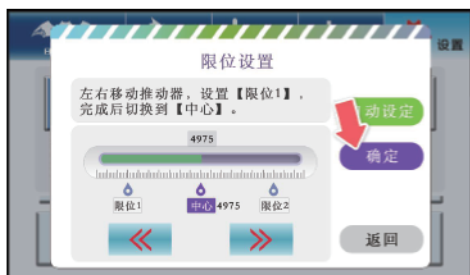 设置
限位设置
左右移动推动器，设置【限位1】，
完成后切换到【中心】。
动设定
4975
确定
限位1
中心 4975
限位2
返回